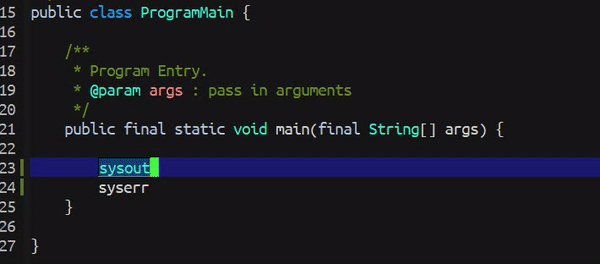 15 public class ProgramMain {
16
17     /**
18      * Program Entry.
19      * @param args : pass in arguments
20      */
21     public final static void main(final String[] args) {
22
23         sysout
24         syserr
25     }
26
27 }